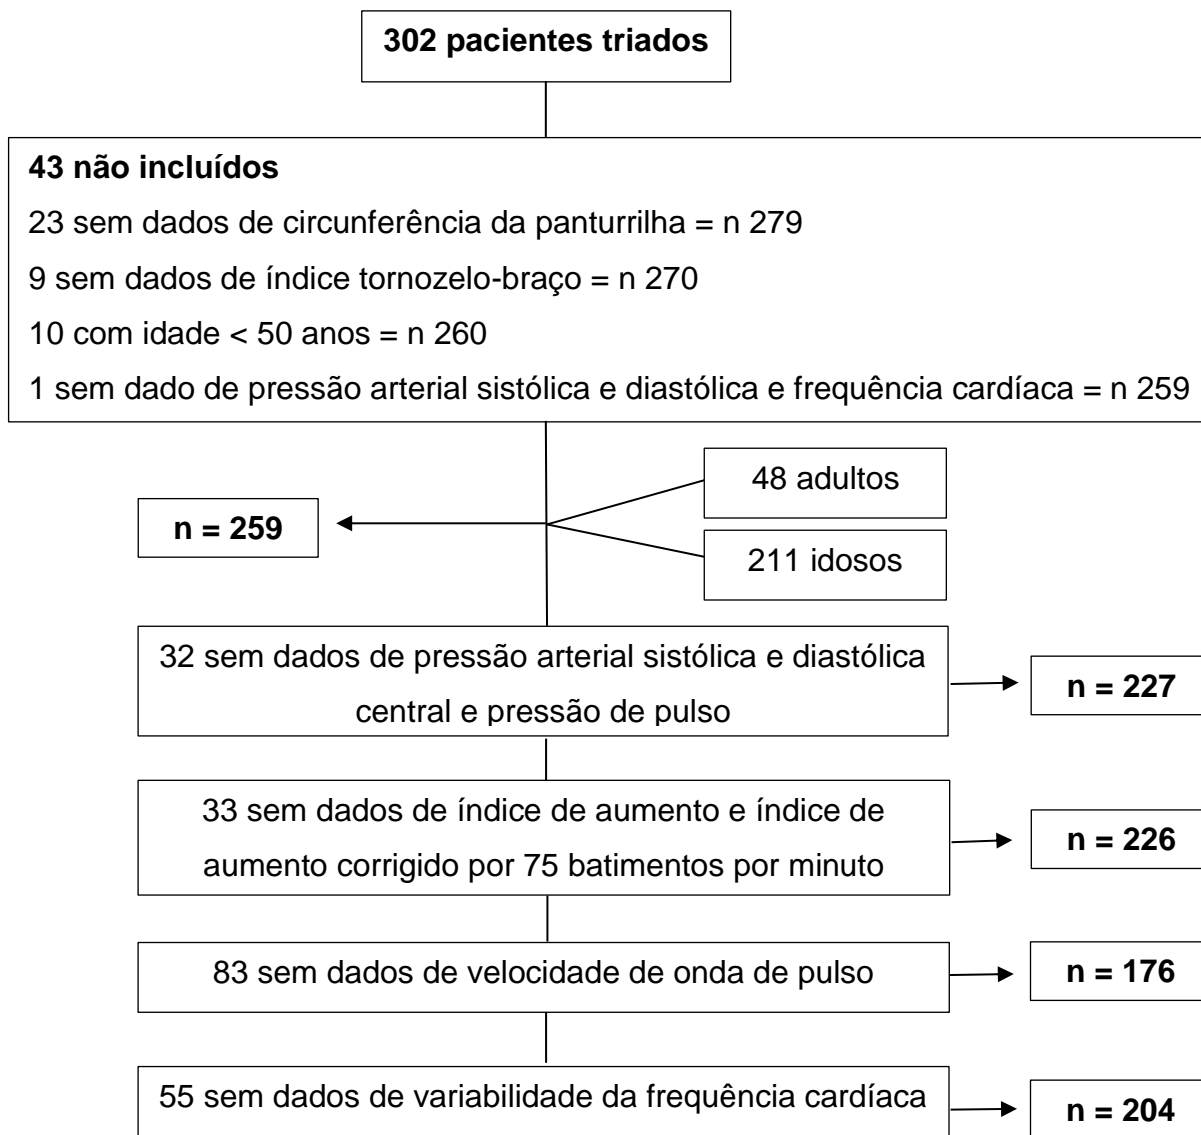 302 pacientes triados
43 não incluídos
23 sem dados de circunferência da panturrilha = n 279
9 sem dados de índice tornozelo-braço = n 270
10 com idade < 50 anos = n 260
1 sem dado de pressão arterial sistólica e diastólica e frequência cardíaca = n 259
48 adultos
n = 259
211 idosos
32 sem dados de pressão arterial sistólica e diastólica
central e pressão de pulso
n = 227
33 sem dados de índice de aumento e índice de
aumento corrigido por 75 batimentos por minuto
n = 226
83 sem dados de velocidade de onda de pulso
n = 176
55 sem dados de variabilidade da frequência cardíaca
n = 204